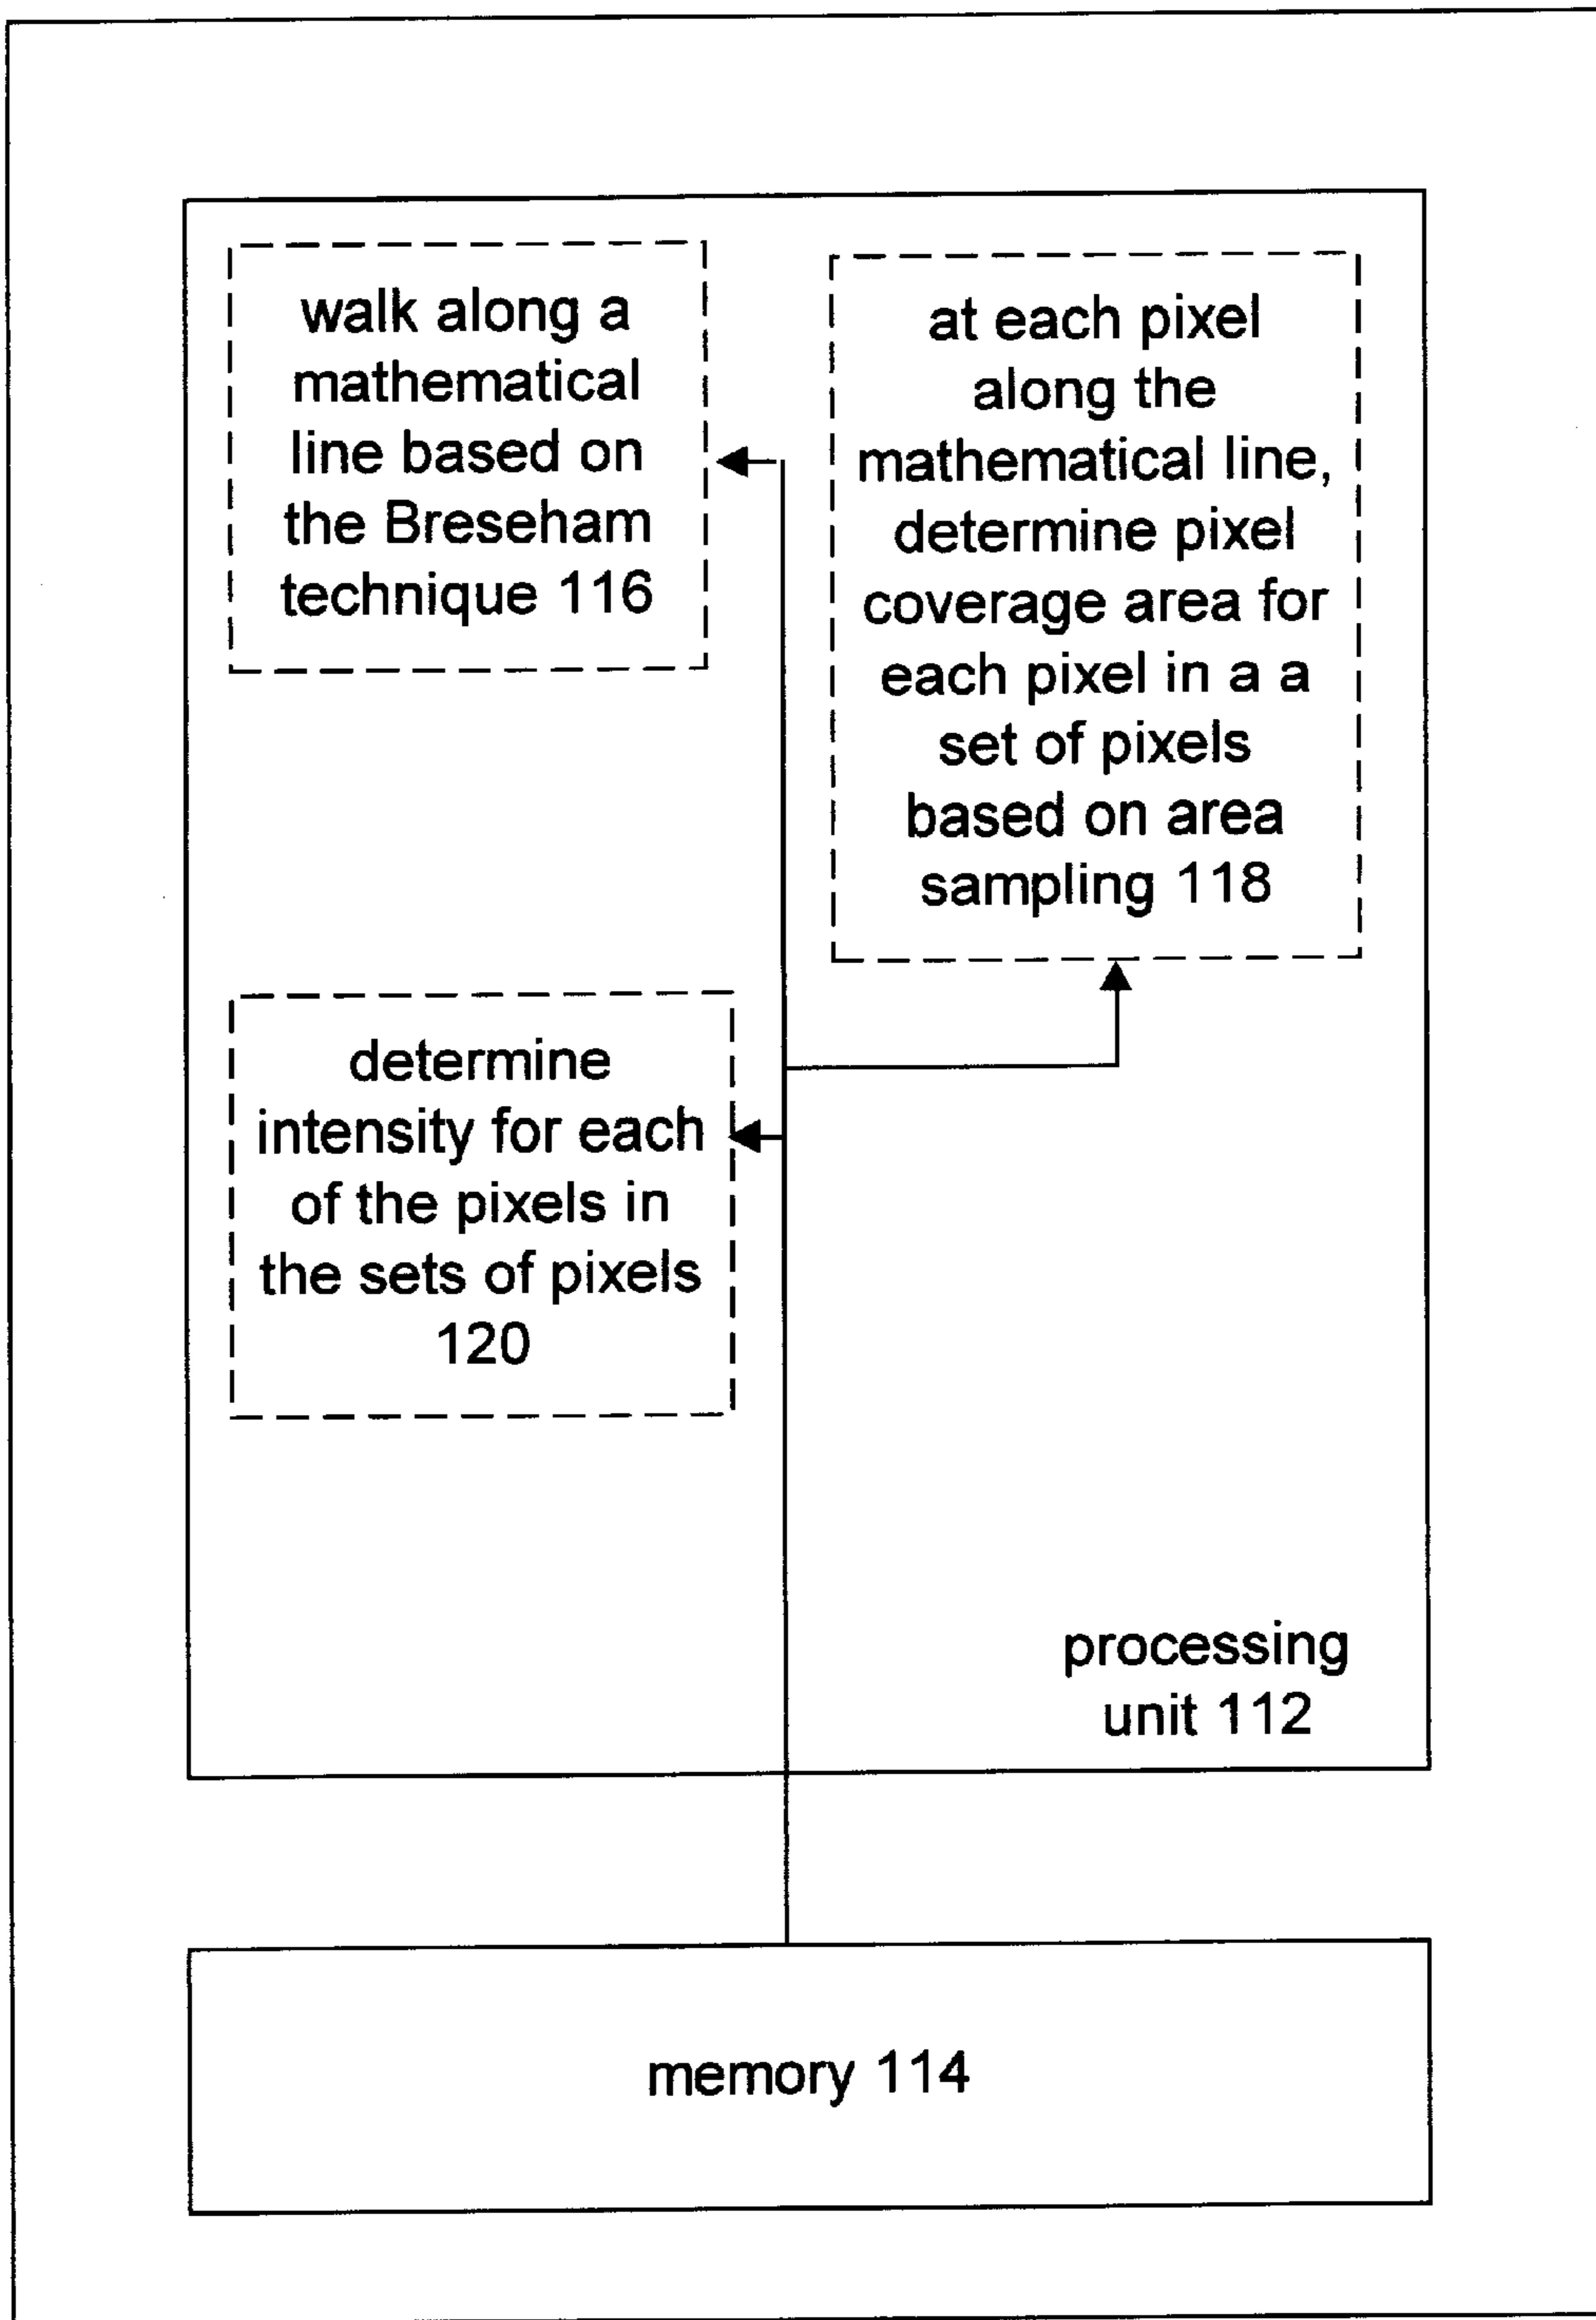 walk along a
mathematical
line based on
the Breseham
technique 116
at each pixel
along the
mathematical line,
determine pixel
coverage area for
each pixel in a a
set of pixels
based on area
sampling 118
determine
intensity for each
of the pixels in
the sets of pixels
120
processing
unit 112
memory 114